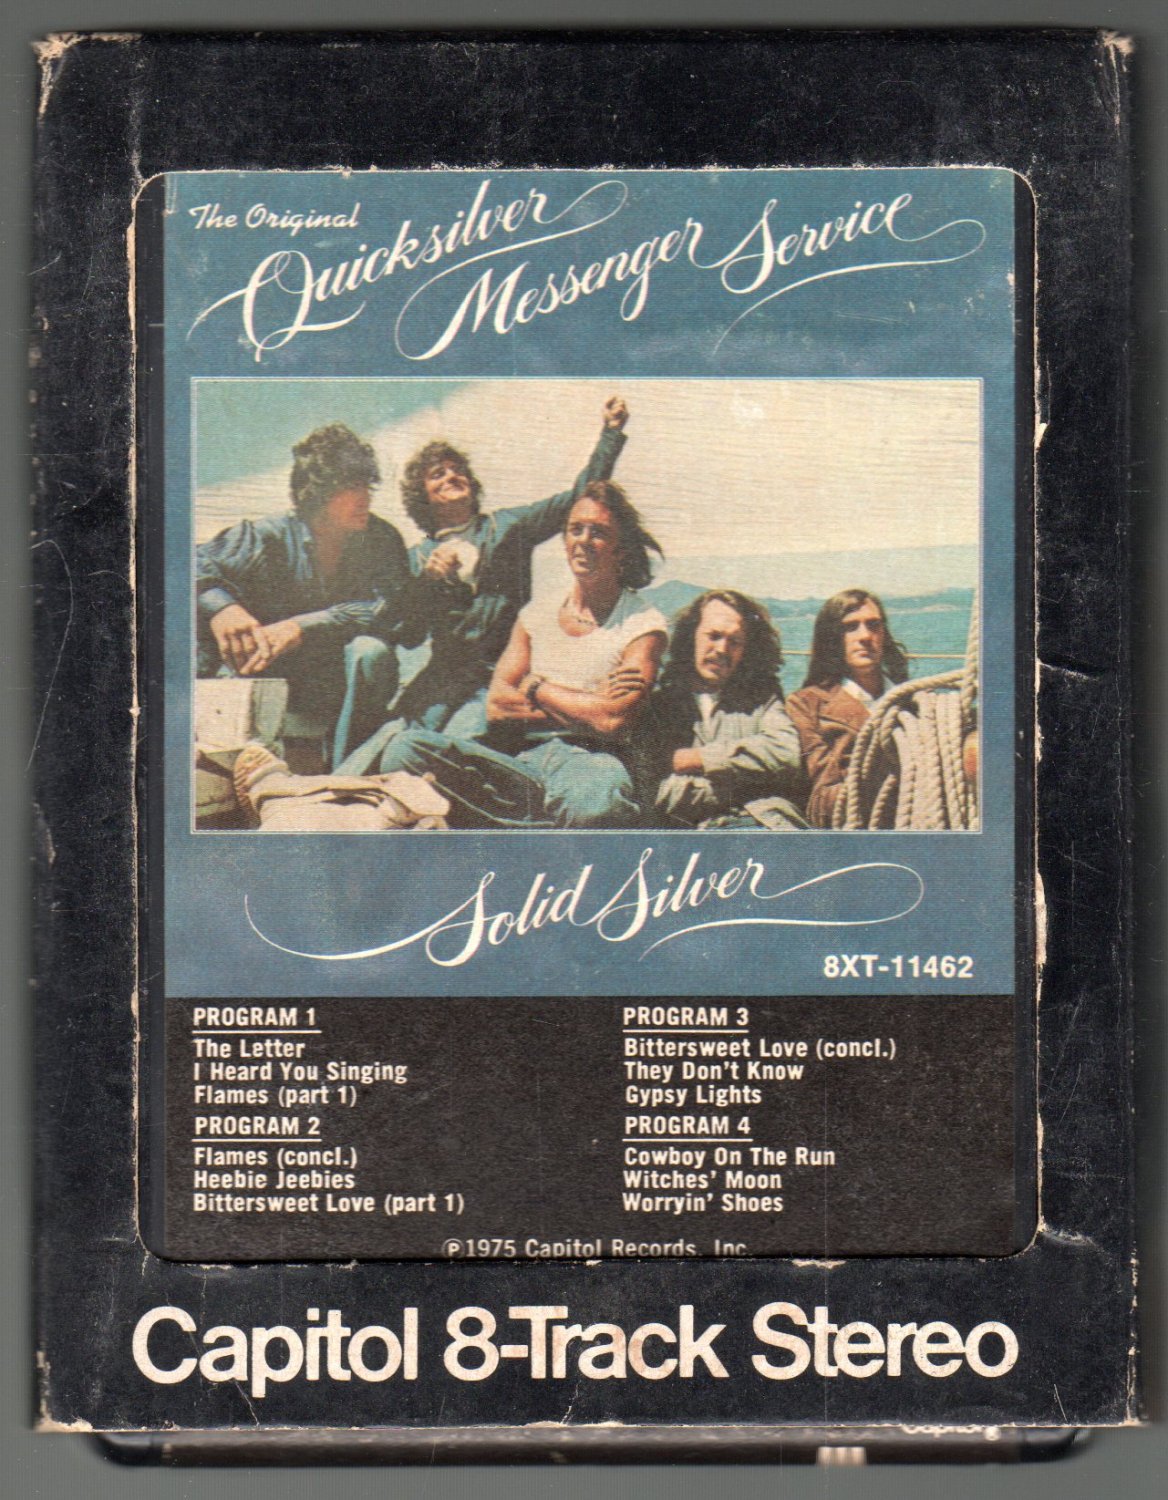 The Original
Quicksilver
Messenger Service
Solid Silver
8XT-11462
PROGRAM 1
The Letter
I Heard You Singing
Flames (part 1)
PROGRAM 2
Flames (concl.)
Heebie Jeebies
Bittersweet Love (part 1)
PROGRAM 3
Bittersweet Love (concl.)
They Don't Know
Gypsy Lights
PROGRAM 4
Cowboy On The Run
Witches' Moon
Worryin' Shoes
℗1975 Capitol Records, Inc.
Capitol 8-Track Stereo